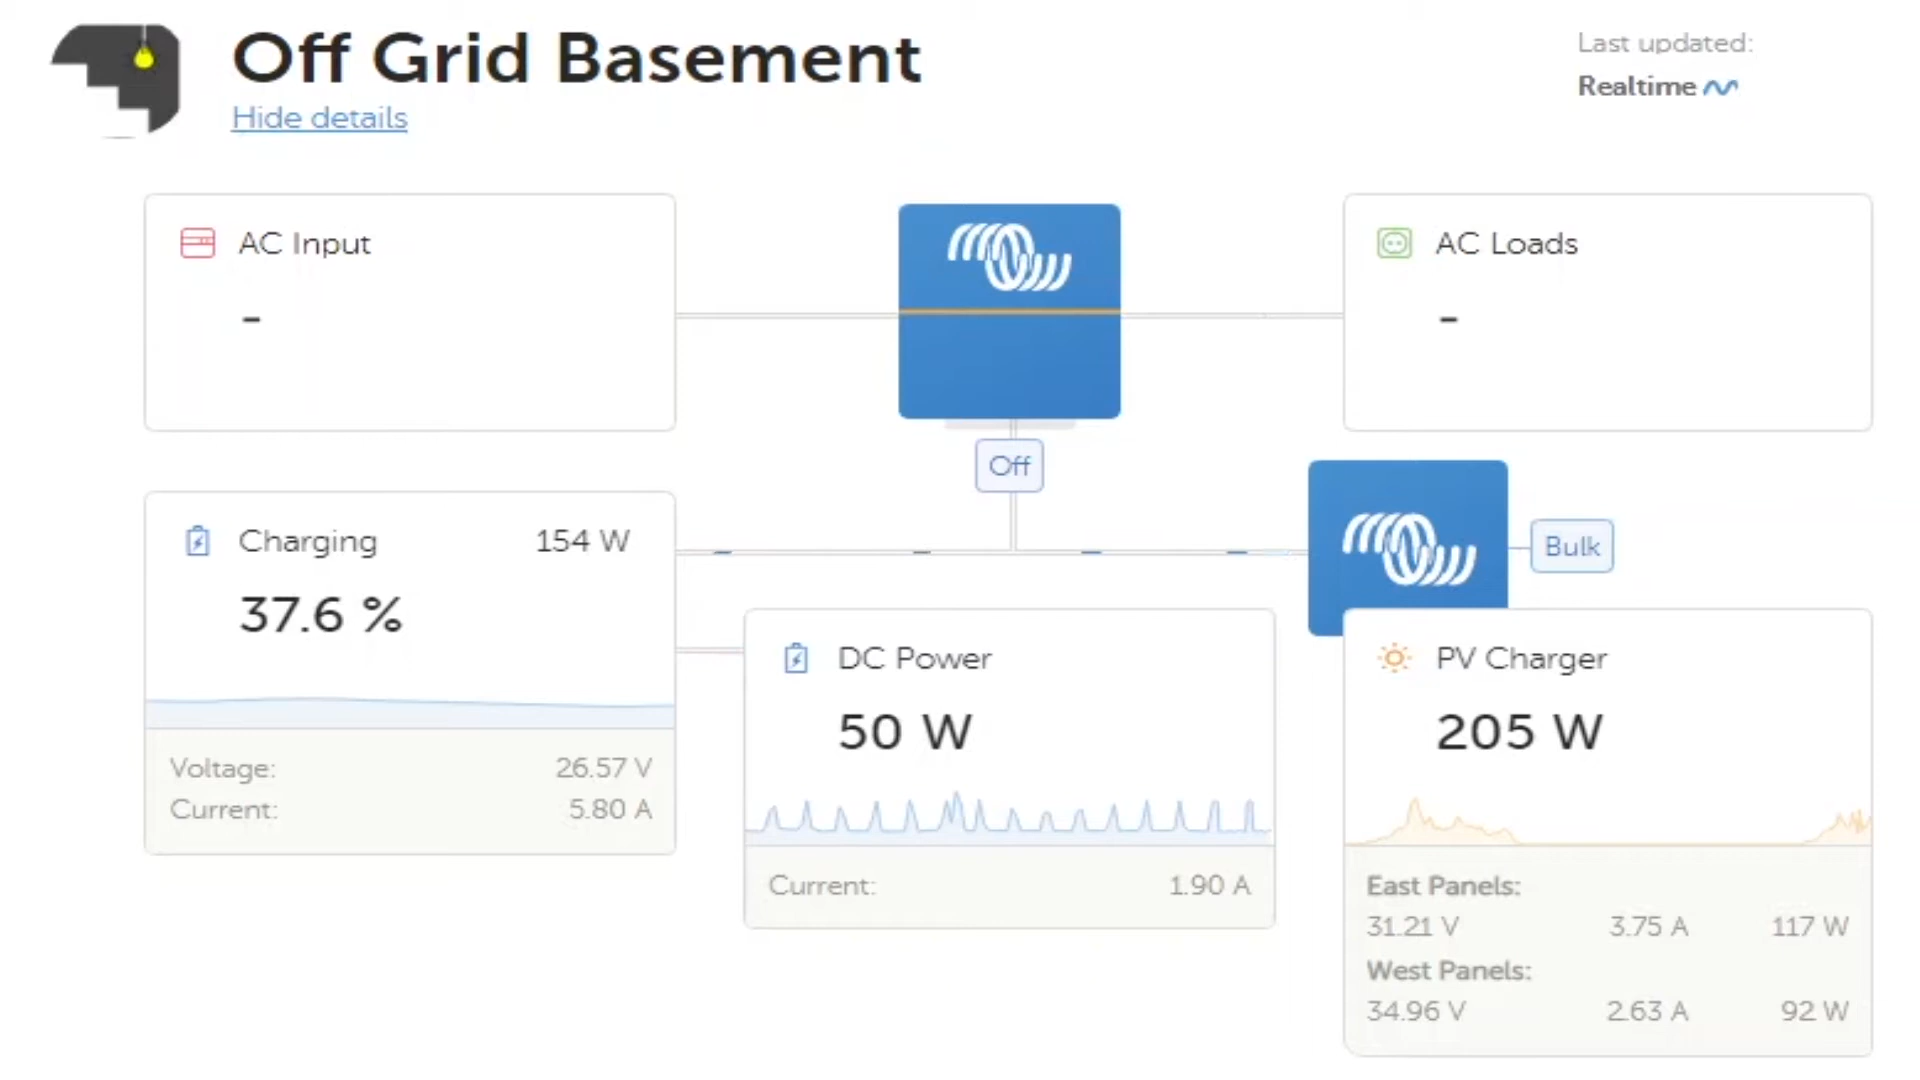 Off Grid Basement
Hide details
Last updated:
Realtime
AC Input
-
AC Loads
-
Off
Charging 154 W
37.6 %
Voltage: 26.57 V
Current: 5.80 A
Bulk
DC Power
50 W
Current: 1.90 A
PV Charger
205 W
East Panels:
31.21 V 3.75 A 117 W
West Panels:
34.96 V 2.63 A 92 W